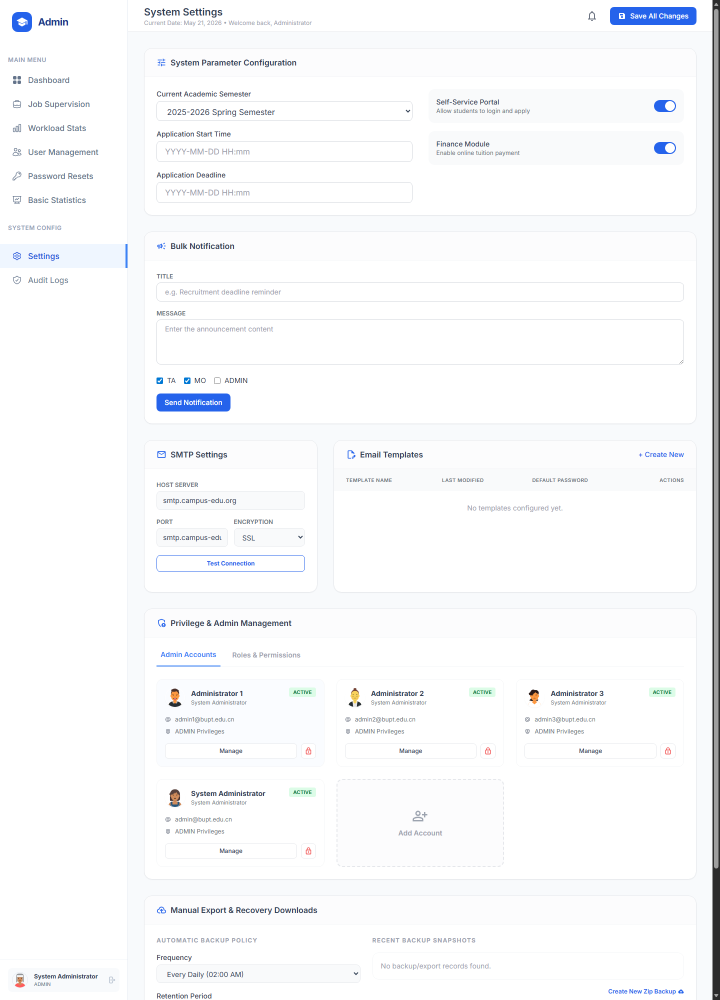 Admin
MAIN MENU
Dashboard
Job Supervision
Workload Stats
User Management
Password Resets
Basic Statistics
SYSTEM CONFIG
Settings
Audit Logs
System Administrator
ADMIN
System Settings
Current Date: May 21, 2026 • Welcome back, Administrator
Save All Changes
System Parameter Configuration
Current Academic Semester
2025-2026 Spring Semester
Application Start Time
YYYY-MM-DD HH:mm
Application Deadline
YYYY-MM-DD HH:mm
Self-Service Portal
Allow students to login and apply
Finance Module
Enable online tuition payment
Bulk Notification
TITLE
e.g. Recruitment deadline reminder
MESSAGE
Enter the announcement content
TA MO ADMIN
Send Notification
SMTP Settings
HOST SERVER
smtp.campus-edu.org
PORT ENCRYPTION
smtp.campus-edu SSL
Test Connection
Email Templates + Create New
TEMPLATE NAME LAST MODIFIED DEFAULT PASSWORD ACTIONS
No templates configured yet.
Privilege & Admin Management
Admin Accounts Roles & Permissions
Administrator 1 ACTIVE
System Administrator
admin1@bupt.edu.cn
ADMIN Privileges
Manage
Administrator 2 ACTIVE
System Administrator
admin2@bupt.edu.cn
ADMIN Privileges
Manage
Administrator 3 ACTIVE
System Administrator
admin3@bupt.edu.cn
ADMIN Privileges
Manage
System Administrator ACTIVE
System Administrator
admin@bupt.edu.cn
ADMIN Privileges
Manage
Add Account
Manual Export & Recovery Downloads
AUTOMATIC BACKUP POLICY
Frequency
Every Daily (02:00 AM)
Retention Period
RECENT BACKUP SNAPSHOTS
No backup/export records found.
Create New Zip Backup